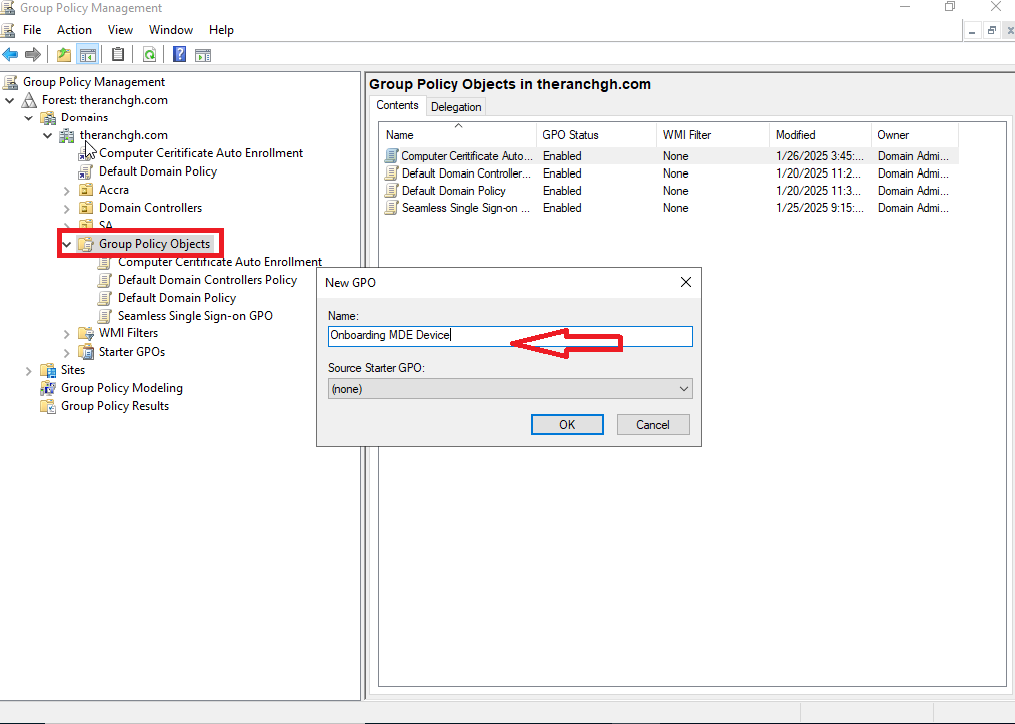 Group Policy Management
File Action View Window Help
Group Policy Management
Forest: theranchgh.com
Domains
theranchgh.com
Computer Ceritificate Auto Enrollment
Default Domain Policy
Accra
Domain Controllers
SA
Group Policy Objects
Computer Ceritificate Auto Enrollment
Default Domain Controllers Policy
Default Domain Policy
Seamless Single Sign-on GPO
WMI Filters
Starter GPOs
Sites
Group Policy Modeling
Group Policy Results
Group Policy Objects in theranchgh.com
Contents Delegation
Name GPO Status WMI Filter Modified Owner
Computer Ceritificate Auto... Enabled None 1/26/2025 3:45:... Domain Admi...
Default Domain Controller... Enabled None 1/20/2025 11:2... Domain Admi...
Default Domain Policy Enabled None 1/20/2025 11:3... Domain Admi...
Seamless Single Sign-on ... Enabled None 1/25/2025 9:15:... Domain Admi...
New GPO
Name:
Onboarding MDE Device
Source Starter GPO:
(none)
OK Cancel